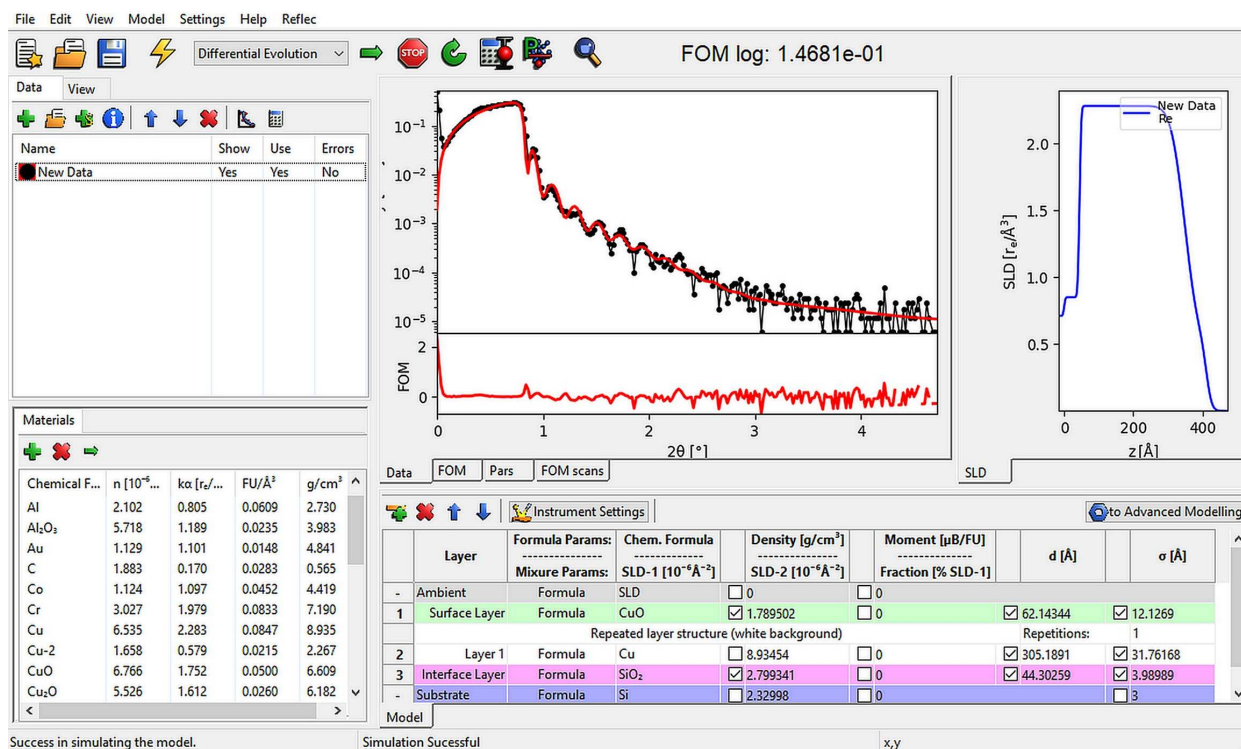 File Edit View Model Settings Help Reflec
Differential Evolution
STOP
FOM log: 1.4681e-01
Data View
Name Show Use Errors
New Data Yes Yes No
Materials
Chemical F... n [10⁻⁶... kα [rₑ/... FU/Å³ g/cm³
Al 2.102 0.805 0.0609 2.730
Al₂O₃ 5.718 1.189 0.0235 3.983
Au 1.129 1.101 0.0148 4.841
C 1.883 0.170 0.0283 0.565
Co 1.124 1.097 0.0452 4.419
Cr 3.027 1.979 0.0833 7.190
Cu 6.535 2.283 0.0847 8.935
Cu-2 1.658 0.579 0.0215 2.267
CuO 6.766 1.752 0.0500 6.609
Cu₂O 5.526 1.612 0.0260 6.182
10⁻¹
10⁻²
10⁻³
10⁻⁴
10⁻⁵
2
0
FOM
0 1 2 3 4
2θ [°]
Data FOM Pars FOM scans
New Data
Re
2.0
1.5
1.0
0.5
SLD [rₑ/Å³]
0 200 400
z[Å]
SLD
Instrument Settings
to Advanced Modelling
Layer Formula Params: Chem. Formula Density [g/cm³] Moment [µB/FU] d [Å] σ [Å]
Mixure Params: SLD-1 [10⁻⁶Å⁻²] SLD-2 [10⁻⁶Å⁻²] Fraction [% SLD-1]
- Ambient Formula SLD 0 0
1 Surface Layer Formula CuO 1.789502 0 62.14344 12.1269
Repeated layer structure (white background) Repetitions: 1
2 Layer 1 Formula Cu 8.93454 0 305.1891 31.76168
3 Interface Layer Formula SiO₂ 2.799341 0 44.30259 3.98989
- Substrate Formula Si 2.32998 0 3
Model
Success in simulating the model. Simulation Sucessful x,y